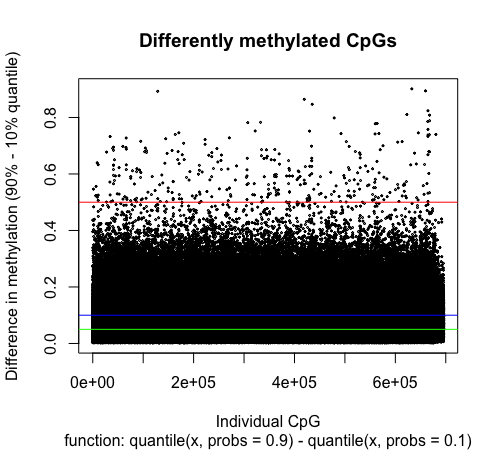 Differently methylated CpGs
Difference in methylation (90% - 10% quantile)
0.8
0.6
0.4
0.2
0.0
0e+00 2e+05 4e+05 6e+05
Individual CpG
function: quantile(x, probs = 0.9) - quantile(x, probs = 0.1)